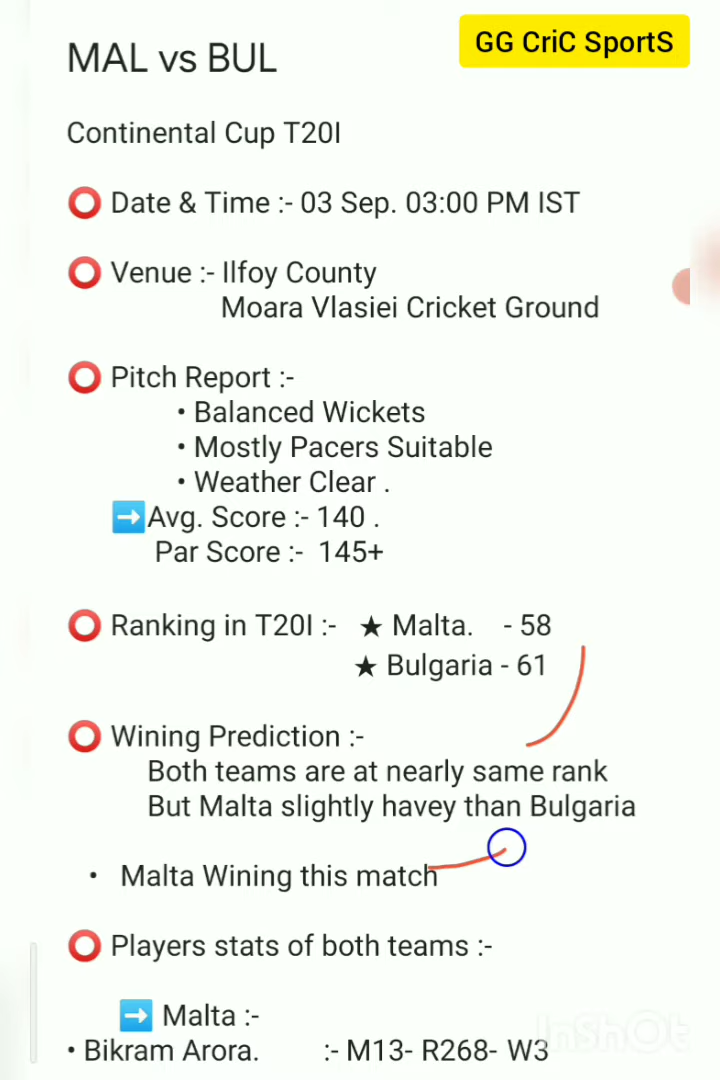 GG CriC SportS
MAL vs BUL
Continental Cup T20I
⭕ Date & Time :- 03 Sep. 03:00 PM IST
⭕ Venue :- Ilfoy County
Moara Vlasiei Cricket Ground
⭕ Pitch Report :-
• Balanced Wickets
• Mostly Pacers Suitable
• Weather Clear .
➡️Avg. Score :- 140 .
Par Score :- 145+
⭕ Ranking in T20I :- ★ Malta. - 58
★ Bulgaria - 61
⭕ Wining Prediction :-
Both teams are at nearly same rank
But Malta slightly havey than Bulgaria
• Malta Wining this match
⭕ Players stats of both teams :-
➡️ Malta :-
• Bikram Arora. :- M13- R268- W3
InShOt